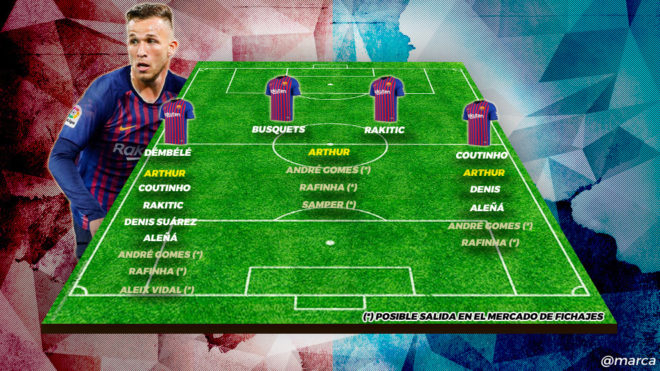 BUSQUETS
RAKITIC
DEMBÉLÉ
ARTHUR
COUTINHO
RAKITIC
DENIS SUÁREZ
ALEÑÁ
ANDRÉ GOMES (*)
RAFINHA (*)
ALEIX VIDAL (*)
ARTHUR
ANDRÉ GOMES (*)
RAFINHA (*)
SAMPER (*)
COUTINHO
ARTHUR
DENIS
ALEÑÁ
ANDRÉ GOMES (*)
RAFINHA (*)
(*) POSIBLE SALIDA EN EL MERCADO DE FICHAJES
@marca